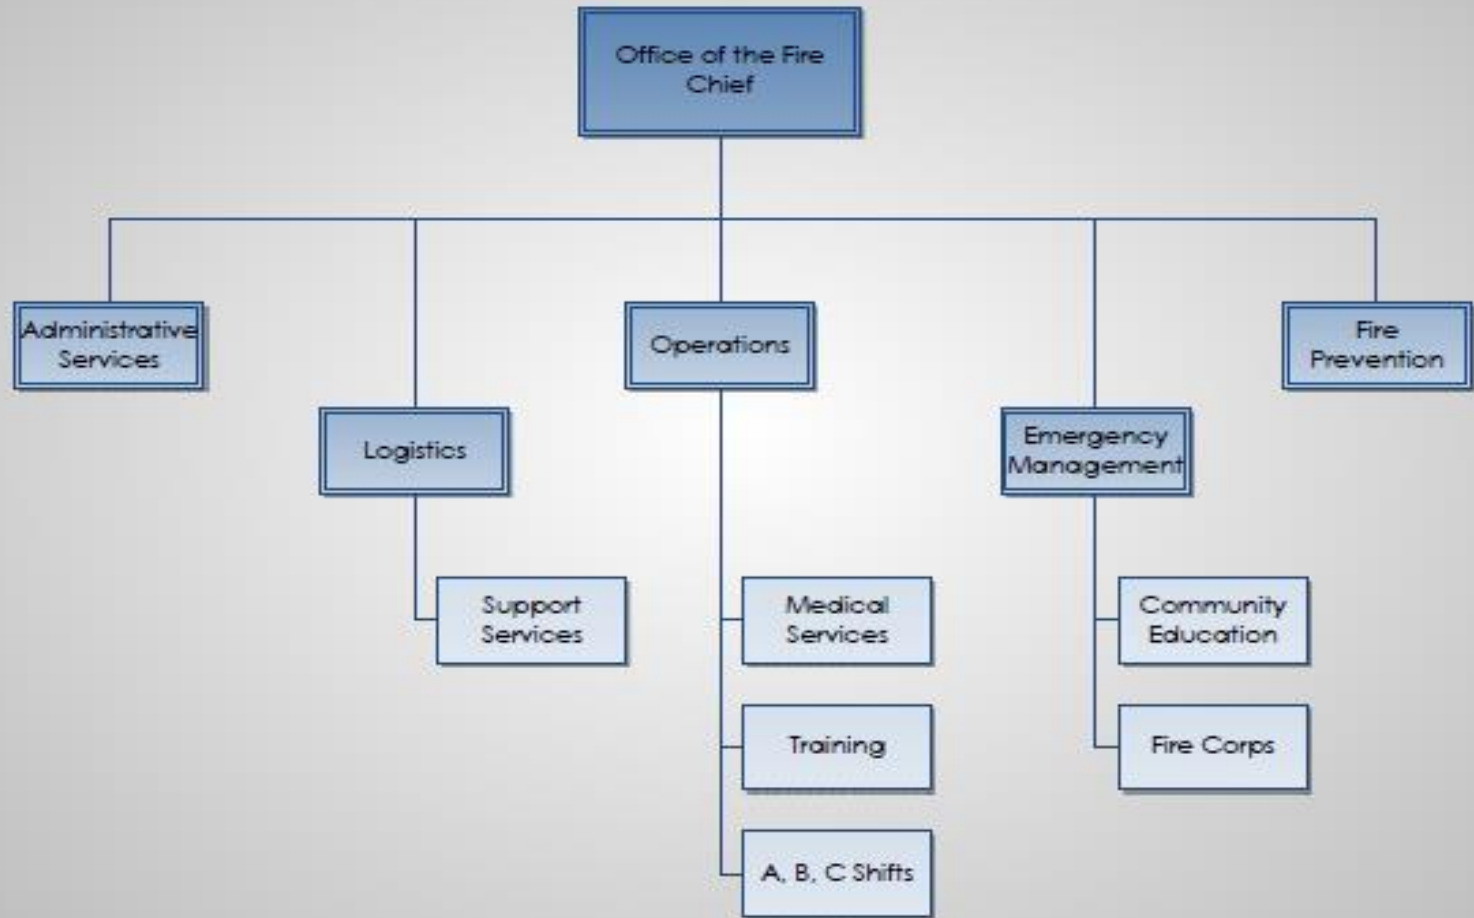 Office of the Fire
Chief
Administrative
Services
Operations
Fire
Prevention
Logistics
Emergency
Management
Support
Services
Medical
Services
Community
Education
Training
Fire Corps
A, B, C Shifts